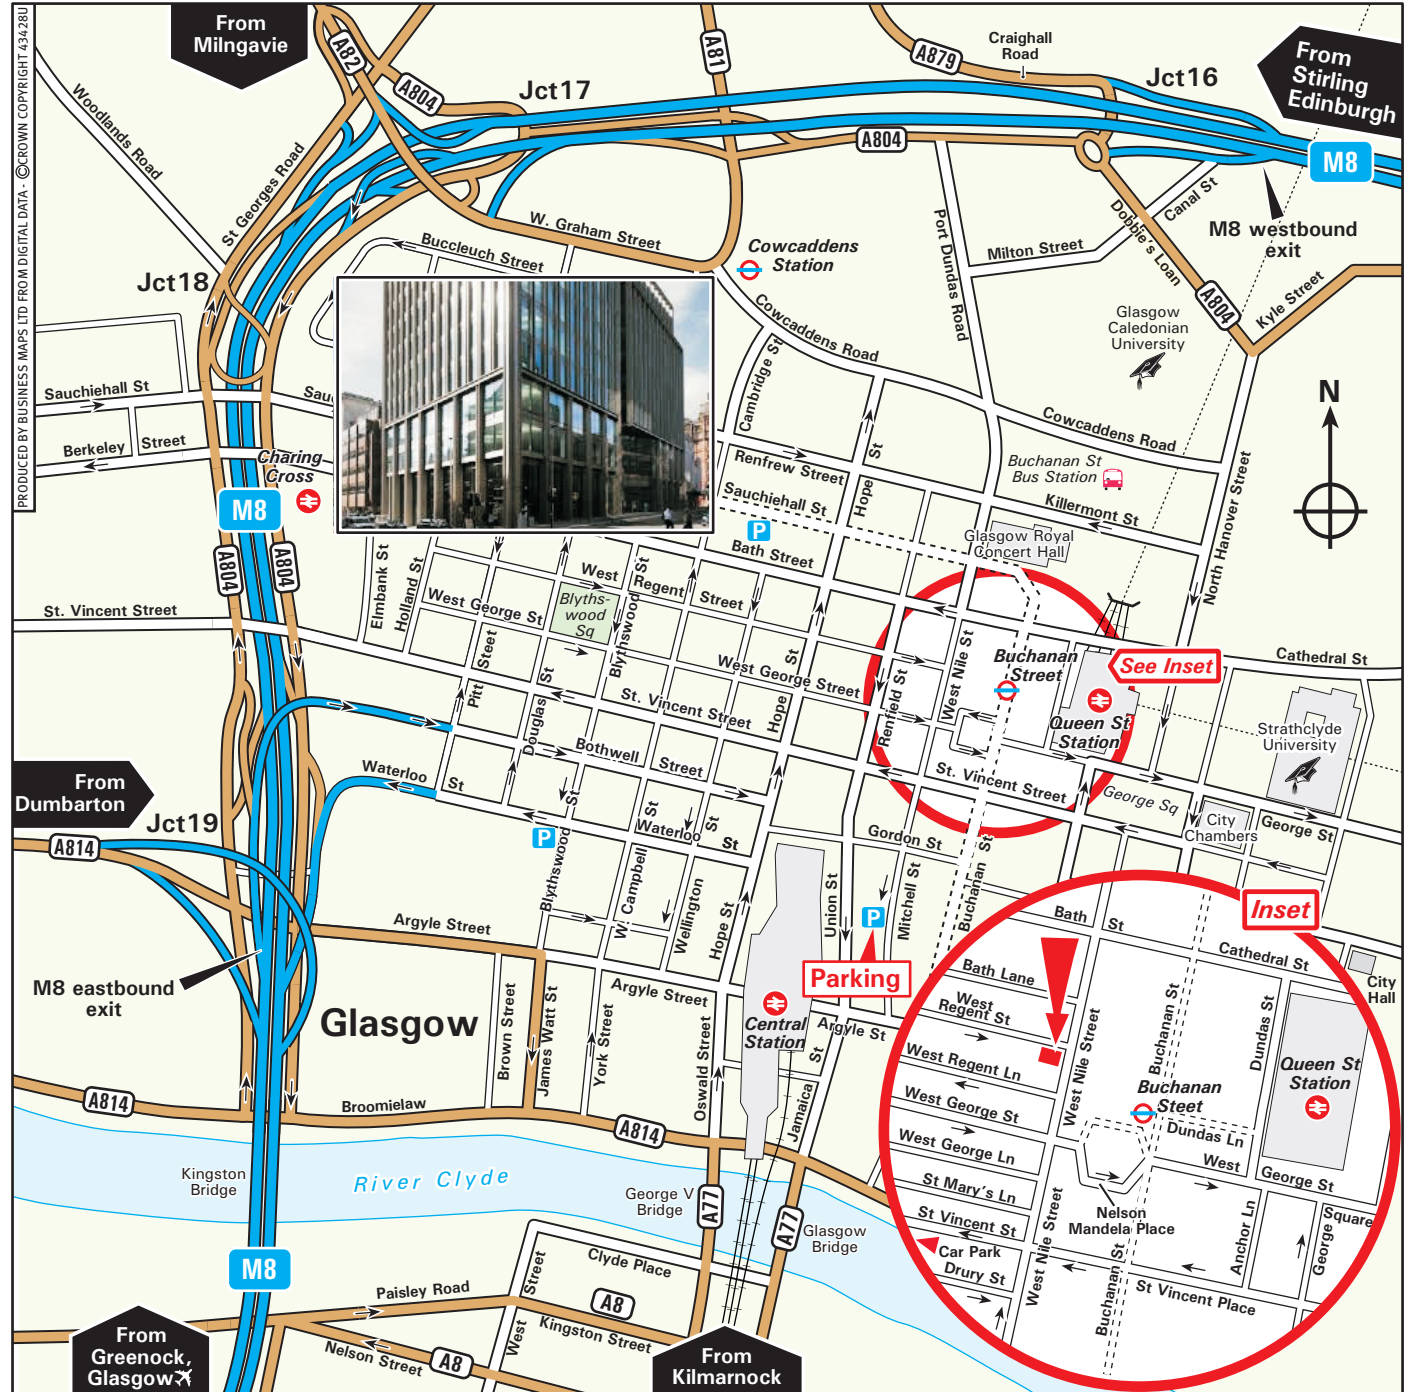 PRODUCED BY BUSINESS MAPS LTD FROM DIGITAL DATA - ©CROWN COPYRIGHT 43428U
From
Milngavie
A82
A804
Jct17
A81
A879
Craighall
Road
Jct16
From
Stirling
Edinburgh
M8
A804
Woodlands Road
St Georges Road
W. Graham Street
Buccleuch Street
Cowcaddens
Station
Port Dundas Road
Milton Street
Canal St
Dobbie's Loan
M8 westbound
exit
A804
Kyle Street
Jct18
Cowcaddens Road
Glasgow
Caledonian
University
Cambridge St
Sauchiehall St
Sau
Berkeley
Street
Charing
Cross
N
Cowcaddens Road
Renfrew Street
Hope
St
Buchanan St
Bus Station
Killermont St
North Hanover Street
M8
Sauchiehall St
P
Bath Street
Glasgow Royal
Concert Hall
A804
A804
Elmbank St
Holland St
West
Regent
Street
Blyths-
wood
Sq
Blythswood
St
St. Vincent Street
West George St
West George Street
Pitt
Steet
Douglas
St
St. Vincent Street
Hope
St
Renfield St
West Nile St
Buchanan
Street
Queen St
Station
See Inset
Cathedral St
Strathclyde
University
Bothwell
Street
St. Vincent Street
George Sq
City
Chambers
George St
From
Dumbarton
Waterloo
St
Jct19
A814
P
Blythswood
St
W. Campbell
St
Waterloo
St
Wellington
St
Hope St
Gordon St
Union St
Mitchell St
Buchanan St
P
Parking
Argyle Street
Argyle Street
Argyle St
M8 eastbound
exit
Glasgow
Brown Street
James Watt St
York Street
Oswald Street
Central
Station
Jamaica
St
A814
Broomielaw
A814
Kingston
Bridge
River Clyde
George V
Bridge
A77
A77
Glasgow
Bridge
M8
Clyde Place
Paisley Road
West
Street
A8
Kingston Street
Nelson Street
A8
From
Greenock,
Glasgow
From
Kilmarnock
Inset
Bath
St
Cathedral St
City
Hall
Bath Lane
West
Regent St
West Regent Ln
West Nile Street
Buchanan St
Dundas St
Queen St
Station
West George St
Buchanan
Steet
Dundas Ln
West George Ln
West
George St
St Mary's Ln
Nelson
Mandela Place
St Vincent St
Square
George
Anchor Ln
Car Park
Drury St
West Nile Street
Buchanan St
St Vincent Place